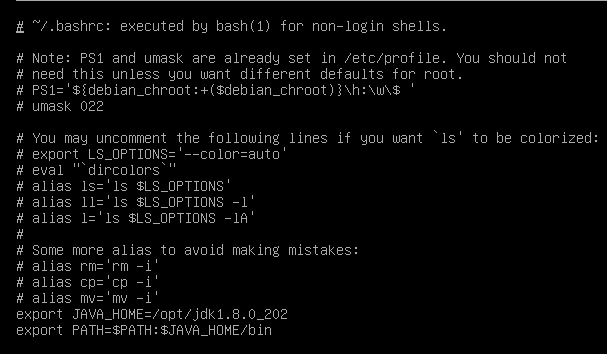 # ~/.bashrc: executed by bash(1) for non-login shells.
# Note: PS1 and umask are already set in /etc/profile. You should not
# need this unless you want different defaults for root.
# PS1='${debian_chroot:+($debian_chroot)}\h:\w\$ '
# umask 022
# You may uncomment the following lines if you want `ls' to be colorized:
# export LS_OPTIONS='--color=auto'
# eval "`dircolors`"
# alias ls='ls $LS_OPTIONS'
# alias ll='ls $LS_OPTIONS -l'
# alias l='ls $LS_OPTIONS -lA'
#
# Some more alias to avoid making mistakes:
# alias rm='rm -i'
# alias cp='cp -i'
# alias mv='mv -i'
export JAVA_HOME=/opt/jdk1.8.0_202
export PATH=$PATH:$JAVA_HOME/bin